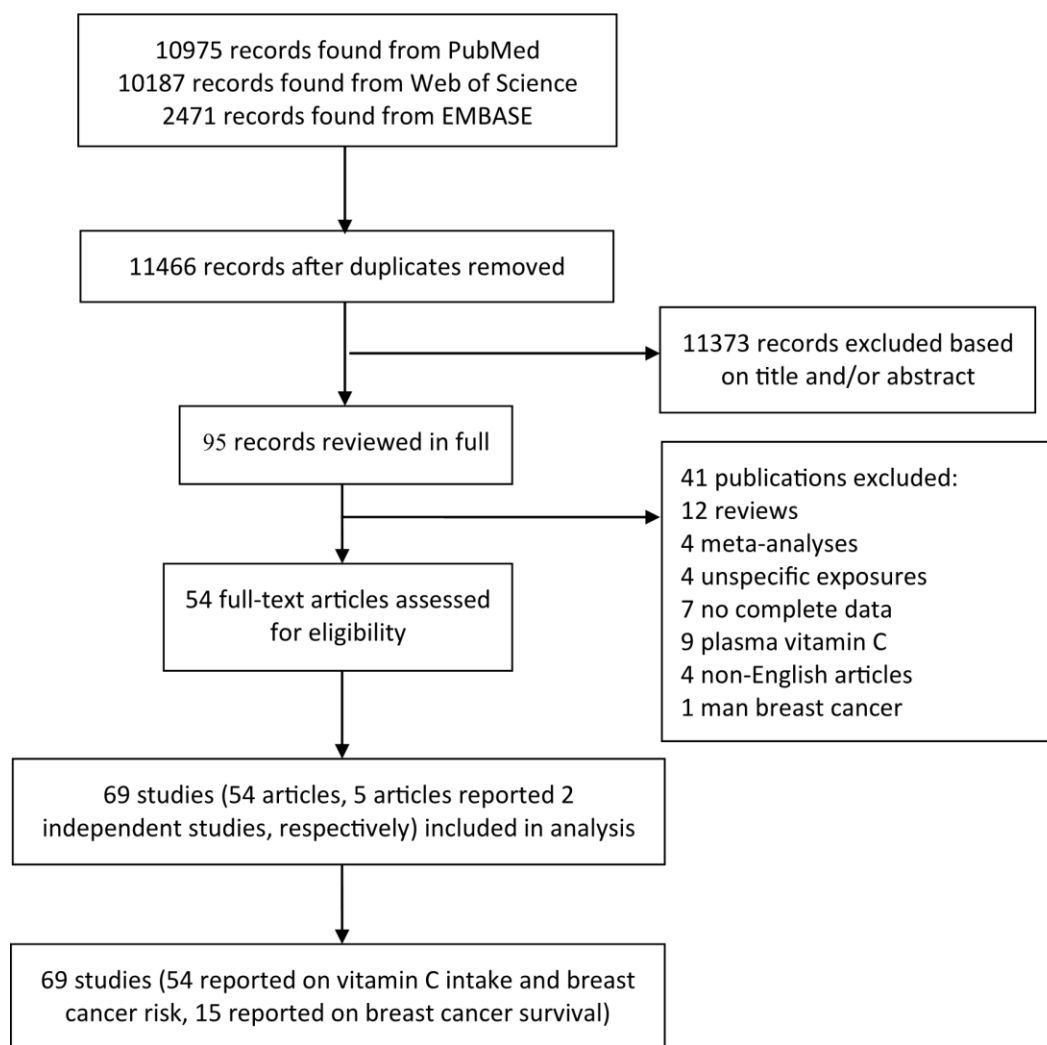 10975 records found from PubMed
10187 records found from Web of Science
2471 records found from EMBASE
11466 records after duplicates removed
11373 records excluded based
on title and/or abstract
95 records reviewed in full
41 publications excluded:
12 reviews
4 meta-analyses
4 unspecific exposures
7 no complete data
9 plasma vitamin C
4 non-English articles
1 man breast cancer
54 full-text articles assessed
for eligibility
69 studies (54 articles, 5 articles reported 2
independent studies, respectively) included in analysis
69 studies (54 reported on vitamin C intake and breast
cancer risk, 15 reported on breast cancer survival)